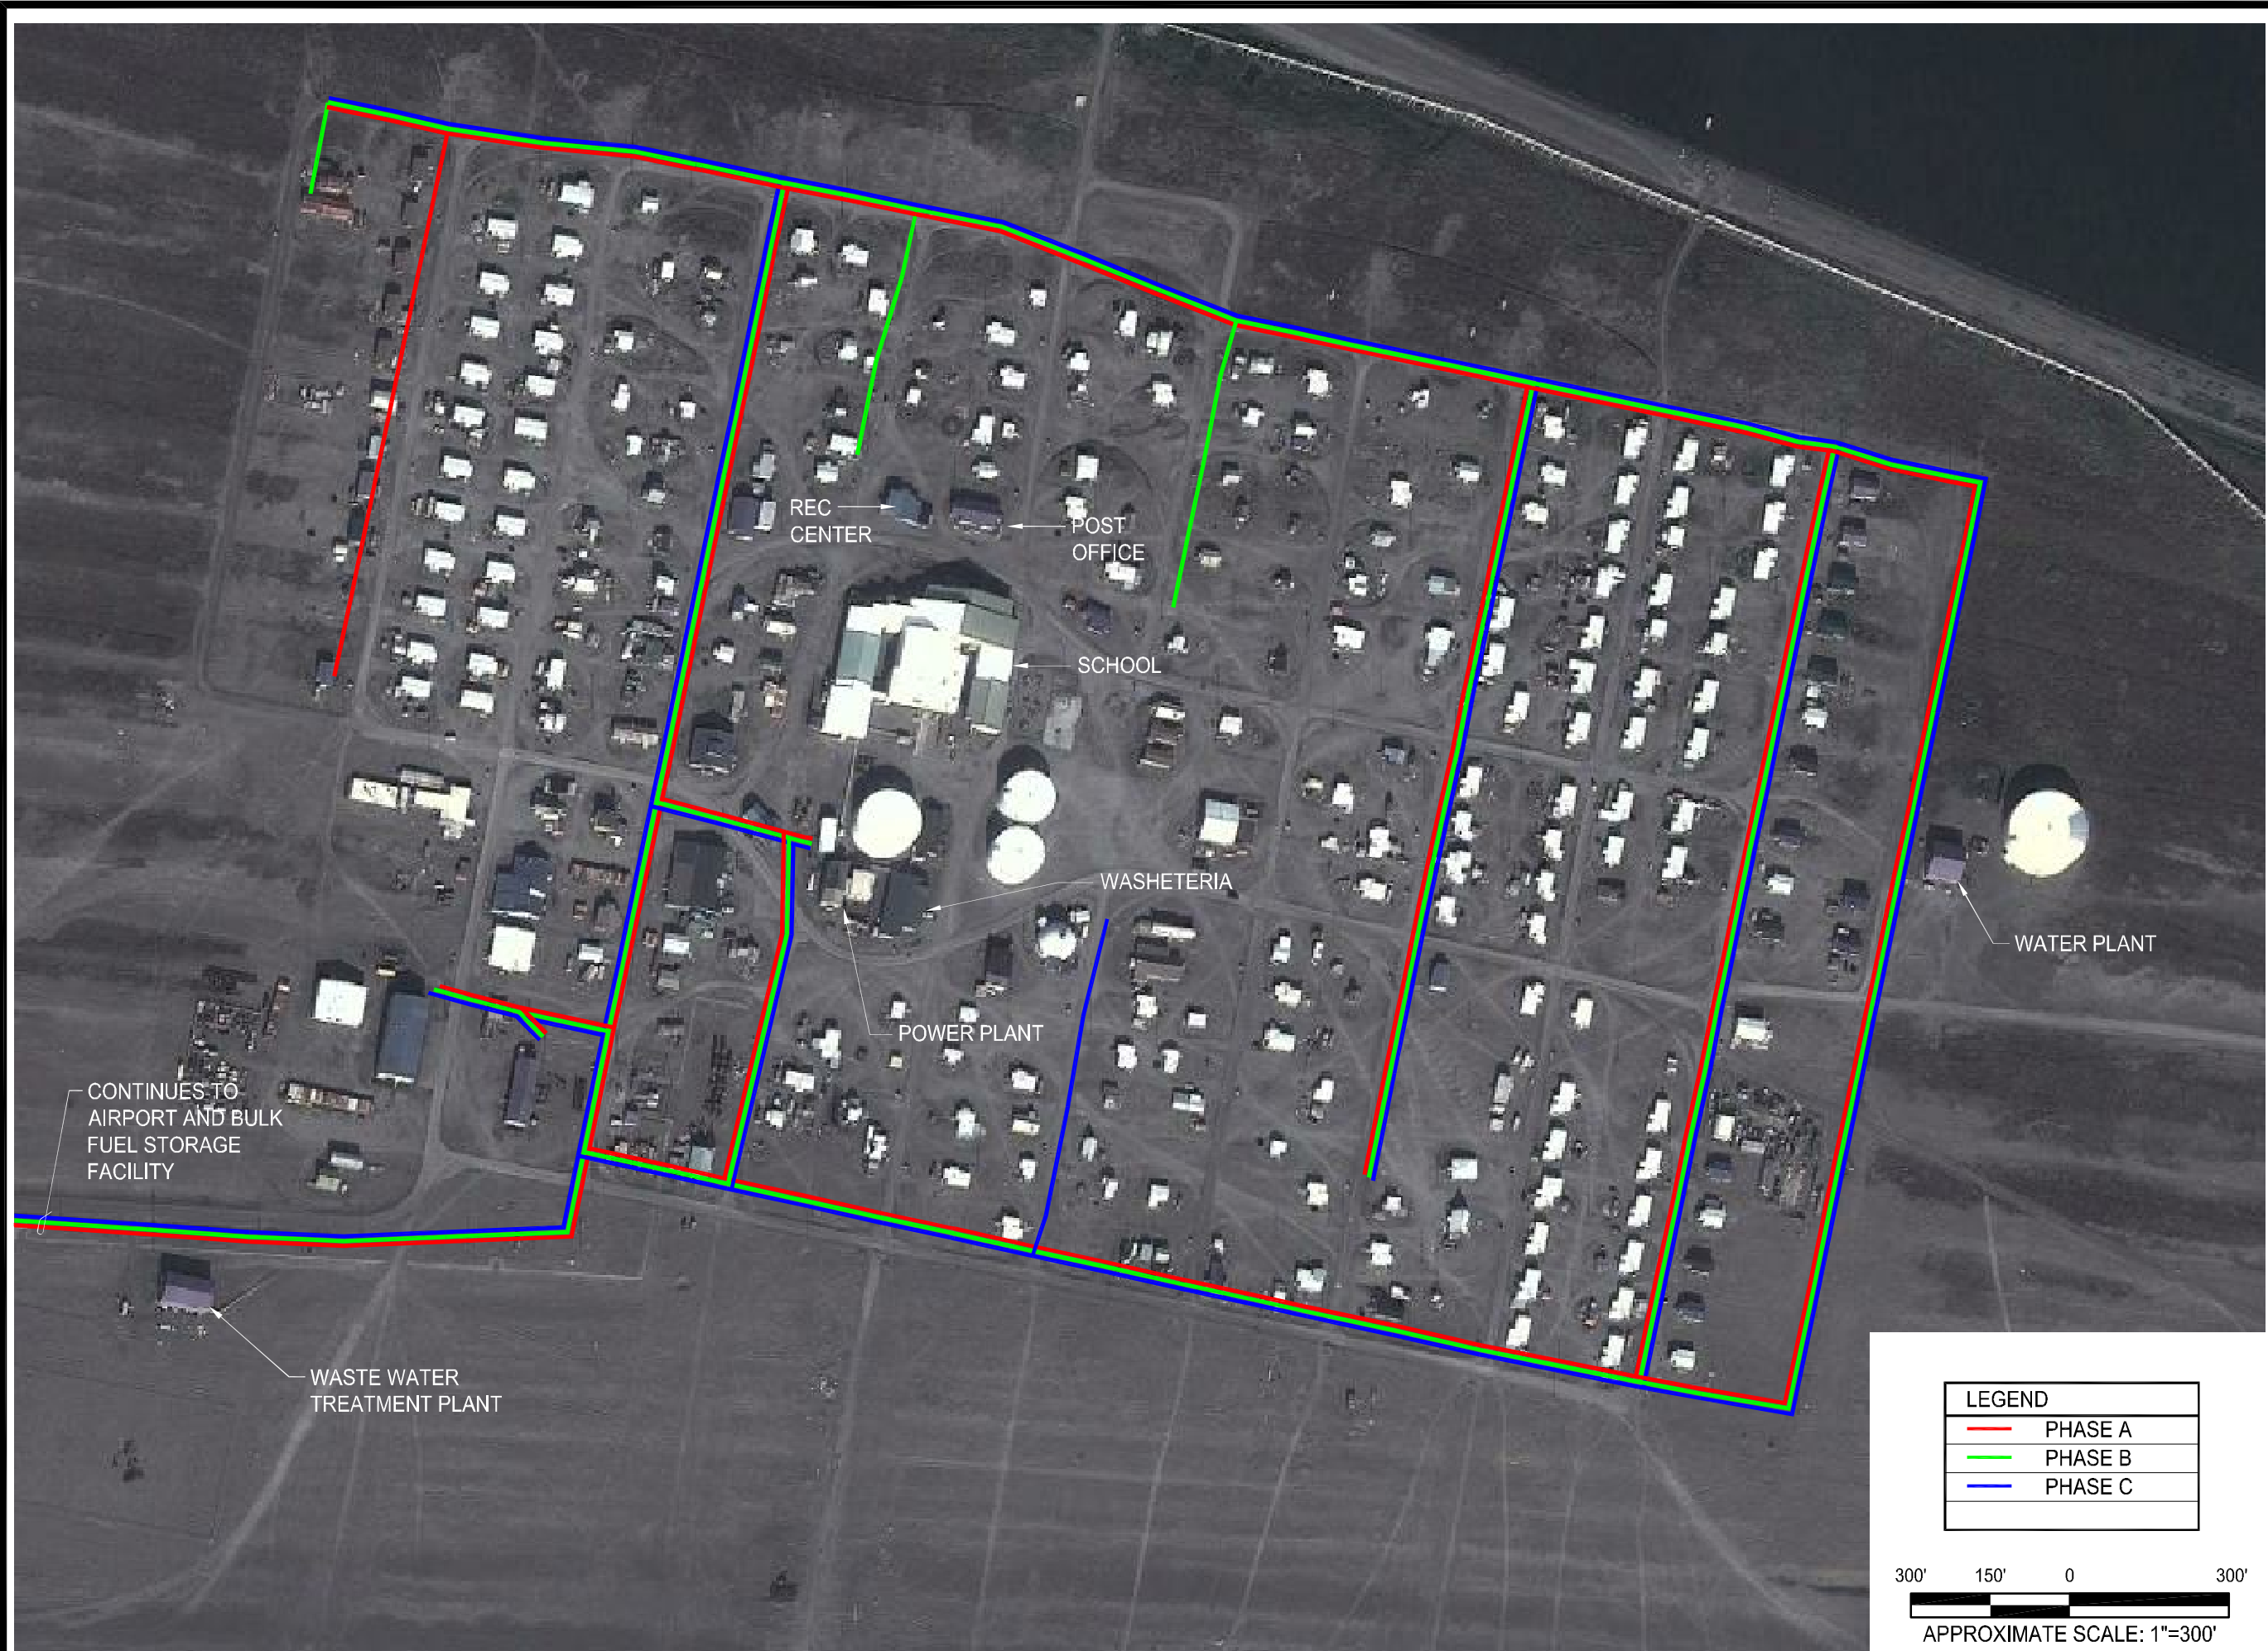 REC
CENTER
POST
OFFICE
SCHOOL
WASHETERIA
WATER PLANT
POWER PLANT
CONTINUES TO
AIRPORT AND BULK
FUEL STORAGE
FACILITY
WASTE WATER
TREATMENT PLANT
LEGEND
PHASE A
PHASE B
PHASE C
300' 150' 0 300'
APPROXIMATE SCALE: 1"=300'